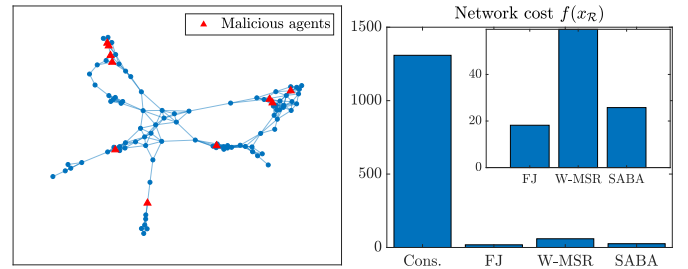 Malicious agents
Network cost f(x_R)
1500
1000
500
0
Cons.
FJ
W-MSR
SABA
40
20
0
FJ
W-MSR
SABA